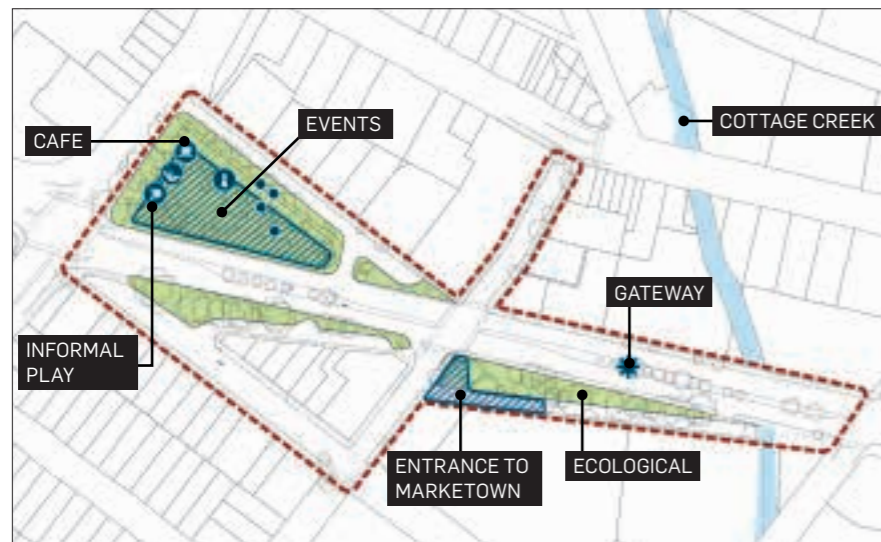 CAFE
EVENTS
COTTAGE CREEK
GATEWAY
INFORMAL
PLAY
ENTRANCE TO
MARKETOWN
ECOLOGICAL